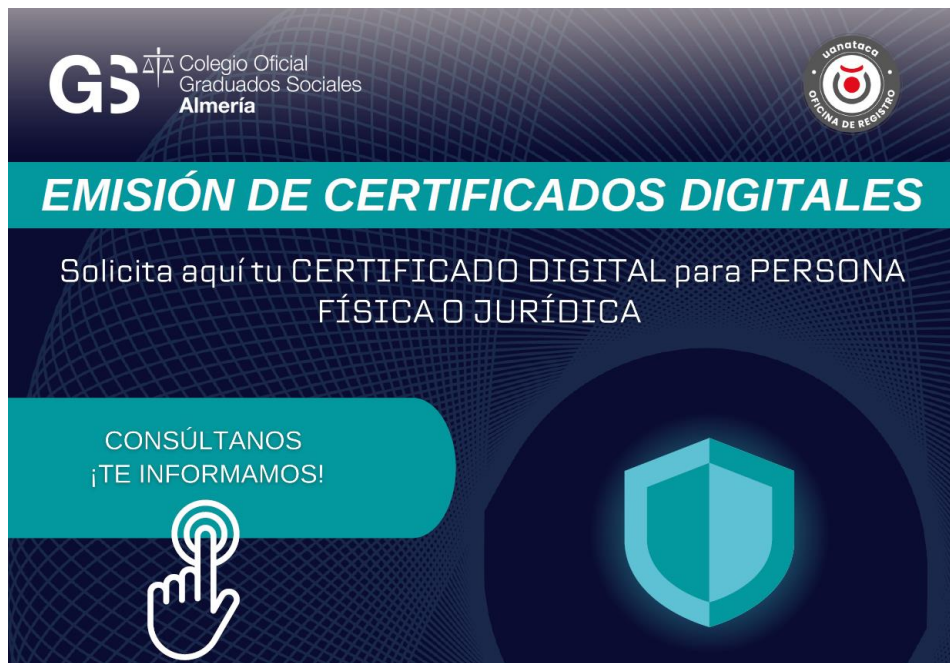 GS Colegio Oficial
Graduados Sociales
Almería
uanataca
OFICINA DE REGISTRO
EMISIÓN DE CERTIFICADOS DIGITALES
Solicita aquí tu CERTIFICADO DIGITAL para PERSONA
FÍSICA O JURÍDICA
CONSÚLTANOS
¡TE INFORMAMOS!